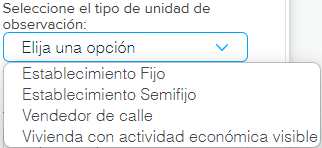 Seleccione el tipo de unidad de
observación:
Elija una opción
Establecimiento Fijo
Establecimiento Semifijo
Vendedor de calle
Vivienda con actividad económica visible